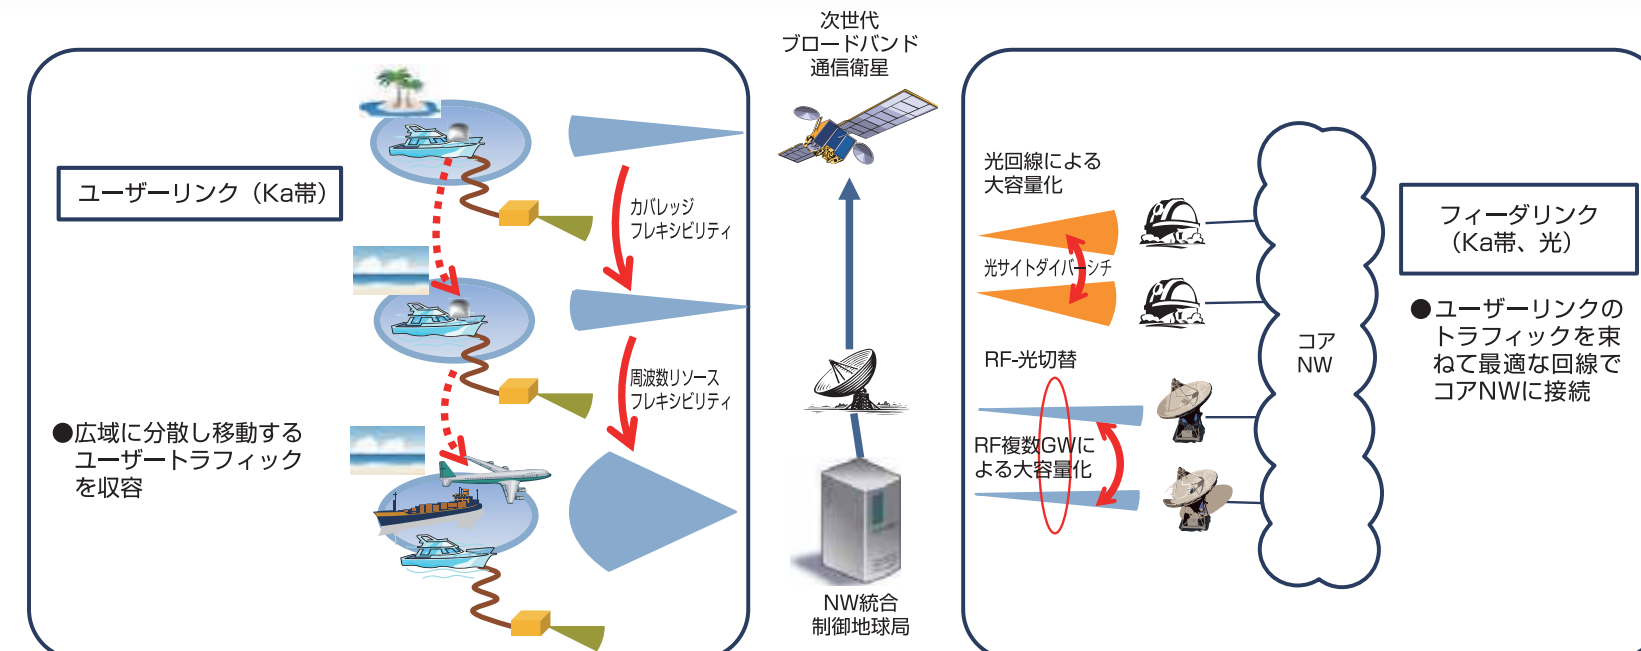 次世代
ブロードバンド
通信衛星
ユーザーリンク（Ka帯）
カバレッジ
フレキシビリティ
周波数リソース
フレキシビリティ
●広域に分散し移動する
ユーザートラフィック
を収容
NW統合
制御地球局
光回線による
大容量化
光サイトダイバーシチ
RF-光切替
RF複数GWに
よる大容量化
コア
NW
フィーダリンク
（Ka帯、光）
●ユーザーリンクの
トラフィックを束
ねて最適な回線で
コアNWに接続